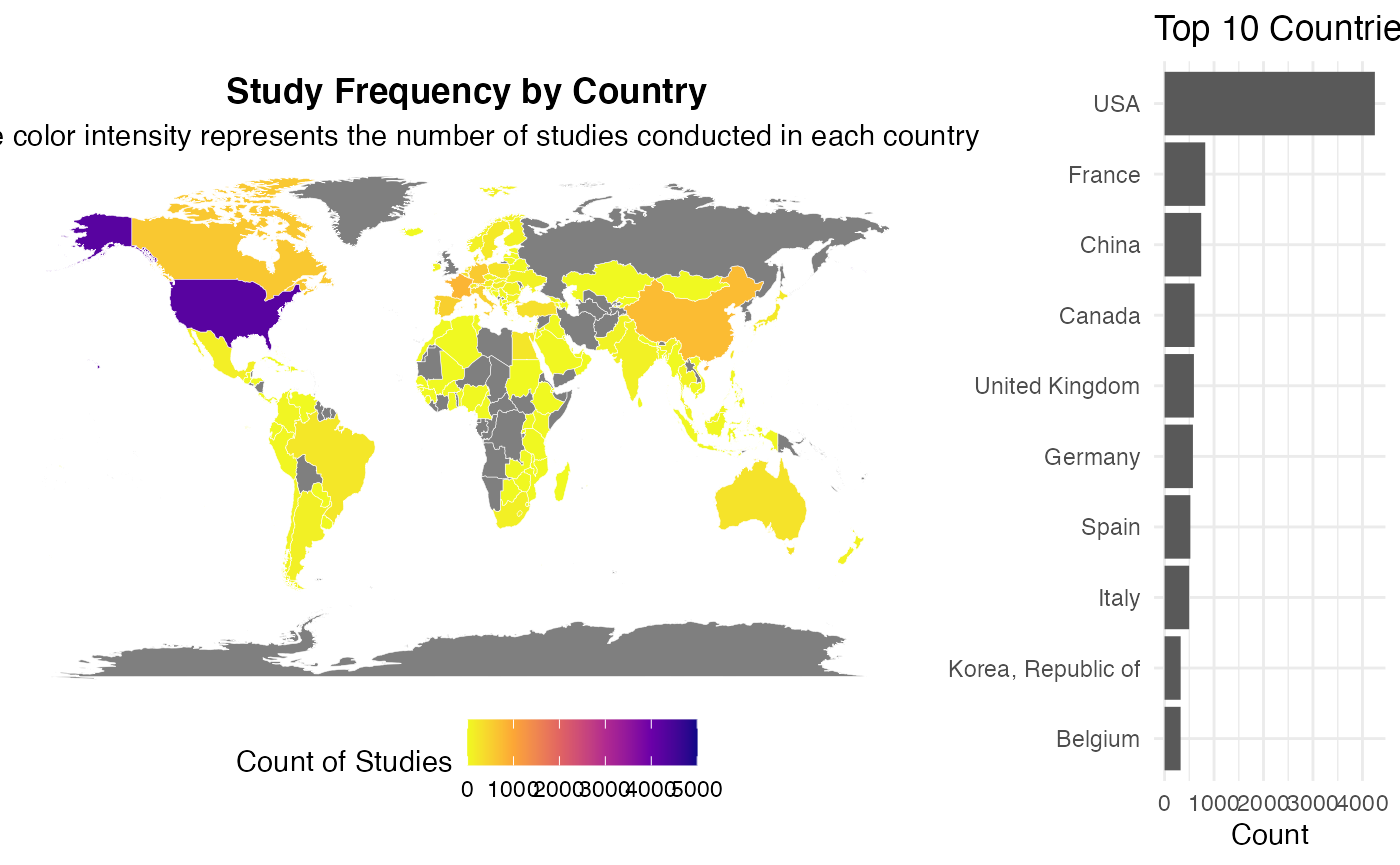 Study Frequency by Country
e color intensity represents the number of studies conducted in each country
Count of Studies
0 1000 2000 3000 4000 5000
Top 10 Countrie
USA
France
China
Canada
United Kingdom
Germany
Spain
Italy
Korea, Republic of
Belgium
0 1000 2000 3000 4000
Count